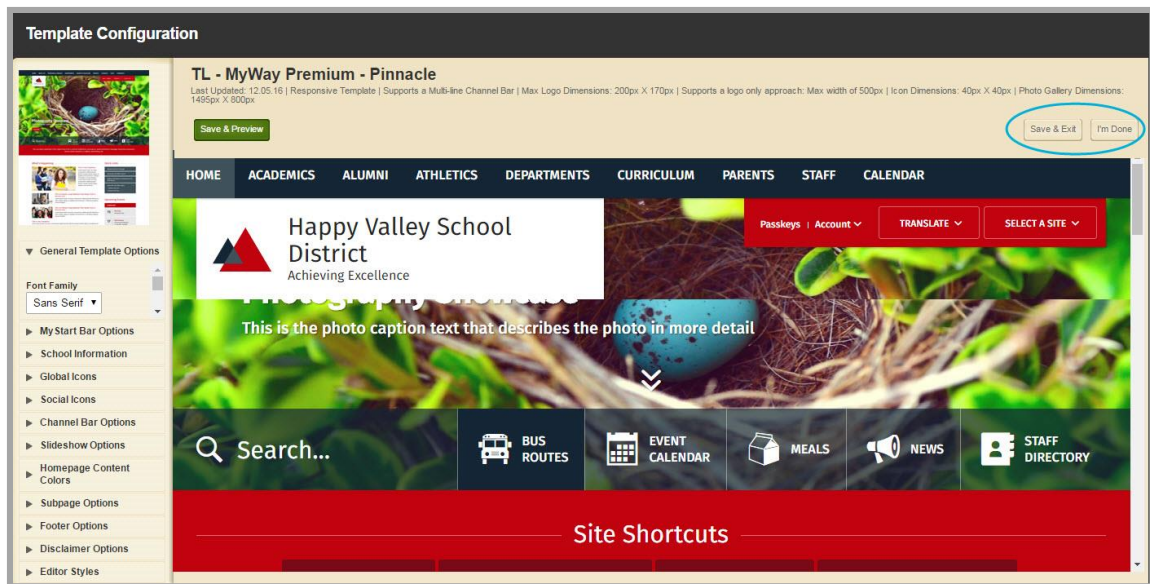 Template Configuration
TL - MyWay Premium - Pinnacle
Last Updated: 12.05.16 | Responsive Template | Supports a Multi-line Channel Bar | Max Logo Dimensions: 200px X 170px | Supports a logo only approach: Max width of 500px | Icon Dimensions: 40px X 40px | Photo Gallery Dimensions:
1495px X 800px
Save & Preview
Save & Exit
I'm Done
General Template Options
Font Family
Sans Serif
MyStart Bar Options
School Information
Global Icons
Social Icons
Channel Bar Options
Slideshow Options
Homepage Content
Colors
Subpage Options
Footer Options
Disclaimer Options
Editor Styles
HOME ACADEMICS ALUMNI ATHLETICS DEPARTMENTS CURRICULUM PARENTS STAFF CALENDAR
Happy Valley School
District
Achieving Excellence
Passkeys | Account
TRANSLATE
SELECT A SITE
Photography Showcase
This is the photo caption text that describes the photo in more detail
Search...
BUS
ROUTES
EVENT
CALENDAR
MEALS
NEWS
STAFF
DIRECTORY
Site Shortcuts